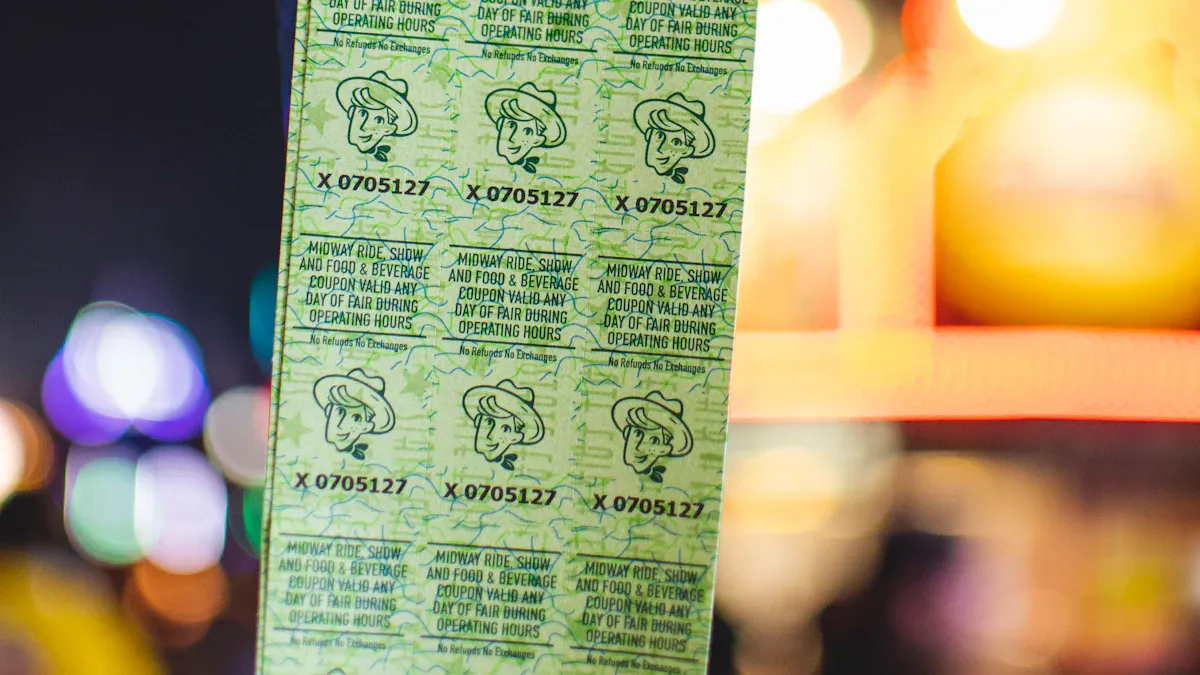 DAY OF FAIR DURING
OPERATING HOURS
No Refunds No Exchanges
COUPON VALID ANY
DAY OF FAIR DURING
OPERATING HOURS
No Refunds No Exchanges
COUPON VALID ANY
DAY OF FAIR DURING
OPERATING HOURS
No Refunds No Exchanges
X 0705127
X 0705127
X 0705127
MIDWAY RIDE, SHOW
AND FOOD & BEVERAGE
COUPON VALID ANY
DAY OF FAIR DURING
OPERATING HOURS
No Refunds No Exchanges
MIDWAY RIDE, SHOW
AND FOOD & BEVERAGE
COUPON VALID ANY
DAY OF FAIR DURING
OPERATING HOURS
No Refunds No Exchanges
MIDWAY RIDE, SHOW
AND FOOD & BEVERAGE
COUPON VALID ANY
DAY OF FAIR DURING
OPERATING HOURS
No Refunds No Exchanges
X 0705127
X 0705127
X 0705127
MIDWAY RIDE, SHOW
AND FOOD & BEVERAGE
COUPON VALID ANY
DAY OF FAIR DURING
OPERATING HOURS
No Refunds No Exchanges
MIDWAY RIDE, SHOW
AND FOOD & BEVERAGE
COUPON VALID ANY
DAY OF FAIR DURING
OPERATING HOURS
No Refunds No Exchanges
MIDWAY RIDE, SHOW
AND FOOD & BEVERAGE
COUPON VALID ANY
DAY OF FAIR DURING
OPERATING HOURS
No Refunds No Exchanges